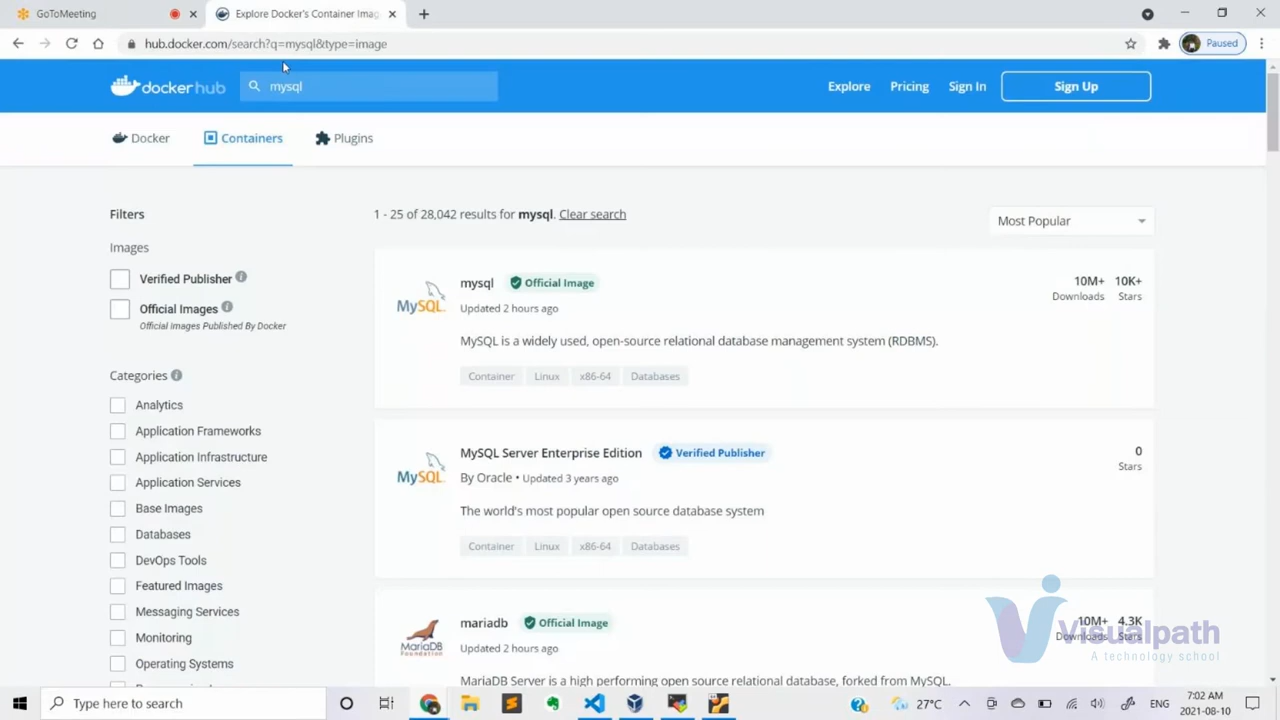 GoToMeeting
Explore Docker's Container Imag
hub.docker.com/search?q=mysql&type=image
Paused
dockerhub
mysql
Explore
Pricing
Sign In
Sign Up
Docker
Containers
Plugins
Filters
1 - 25 of 28,042 results for mysql. Clear search
Most Popular
Images
Verified Publisher
Official Images
Official Images Published By Docker
Categories
Analytics
Application Frameworks
Application Infrastructure
Application Services
Base Images
Databases
DevOps Tools
Featured Images
Messaging Services
Monitoring
Operating Systems
MySQL
mysql
Official Image
Updated 2 hours ago
10M+ 10K+
Downloads Stars
MySQL is a widely used, open-source relational database management system (RDBMS).
Container Linux x86-64 Databases
MySQL
MySQL Server Enterprise Edition
Verified Publisher
By Oracle • Updated 3 years ago
0
Stars
The world's most popular open source database system
Container Linux x86-64 Databases
MariaDB
FOUNDATION
mariadb
Official Image
Updated 2 hours ago
10M+ 4.3K
Downloads Stars
MariaDB Server is a high performing open source relational database, forked from MySQL.
Visualpath
A technology school
Type here to search
27°C
ENG
7:02 AM
2021-08-10